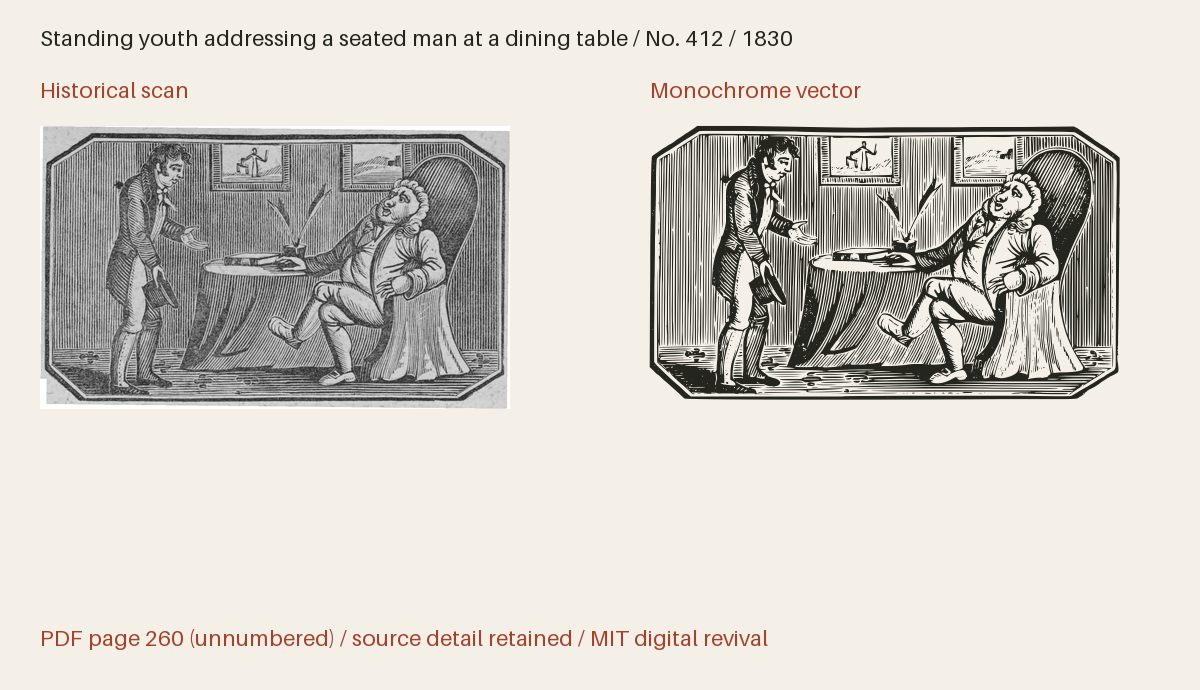 Standing youth addressing a seated man at a dining table / No. 412 / 1830
Historical scan
Monochrome vector
PDF page 260 (unnumbered) / source detail retained / MIT digital revival